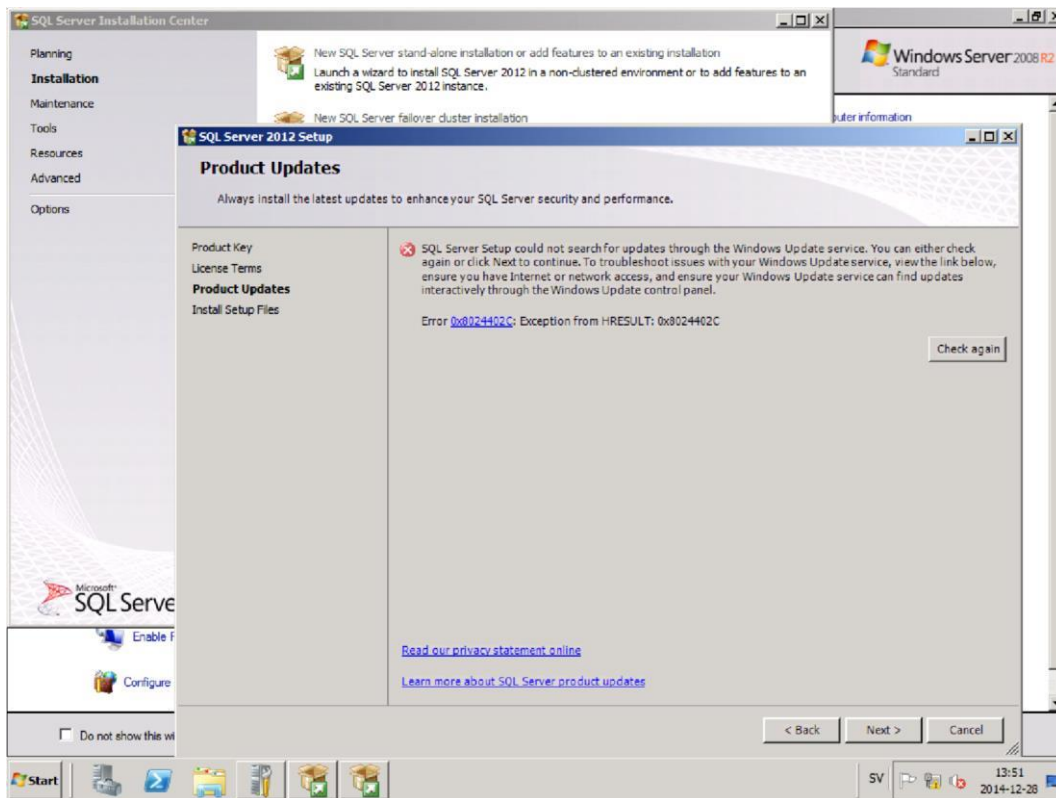 SQL Server Installation Center
Planning
Installation
Maintenance
Tools
Resources
Advanced
Options
New SQL Server stand-alone installation or add features to an existing installation
Launch a wizard to install SQL Server 2012 in a non-clustered environment or to add features to an
existing SQL Server 2012 instance.
New SQL Server failover cluster installation
Windows Server 2008 R2
Standard
uter information
SQL Server 2012 Setup
Product Updates
Always install the latest updates to enhance your SQL Server security and performance.
Product Key
License Terms
Product Updates
Install Setup Files
SQL Server Setup could not search for updates through the Windows Update service. You can either check
again or click Next to continue. To troubleshoot issues with your Windows Update service, view the link below,
ensure you have Internet or network access, and ensure your Windows Update service can find updates
interactively through the Windows Update control panel.
Error 0x8024402C: Exception from HRESULT: 0x8024402C
Check again
Read our privacy statement online
Learn more about SQL Server product updates
< Back
Next >
Cancel
Microsoft
SQL Serve
Enable F
Configure
Do not show this wi
Start
SV
13:51
2014-12-28